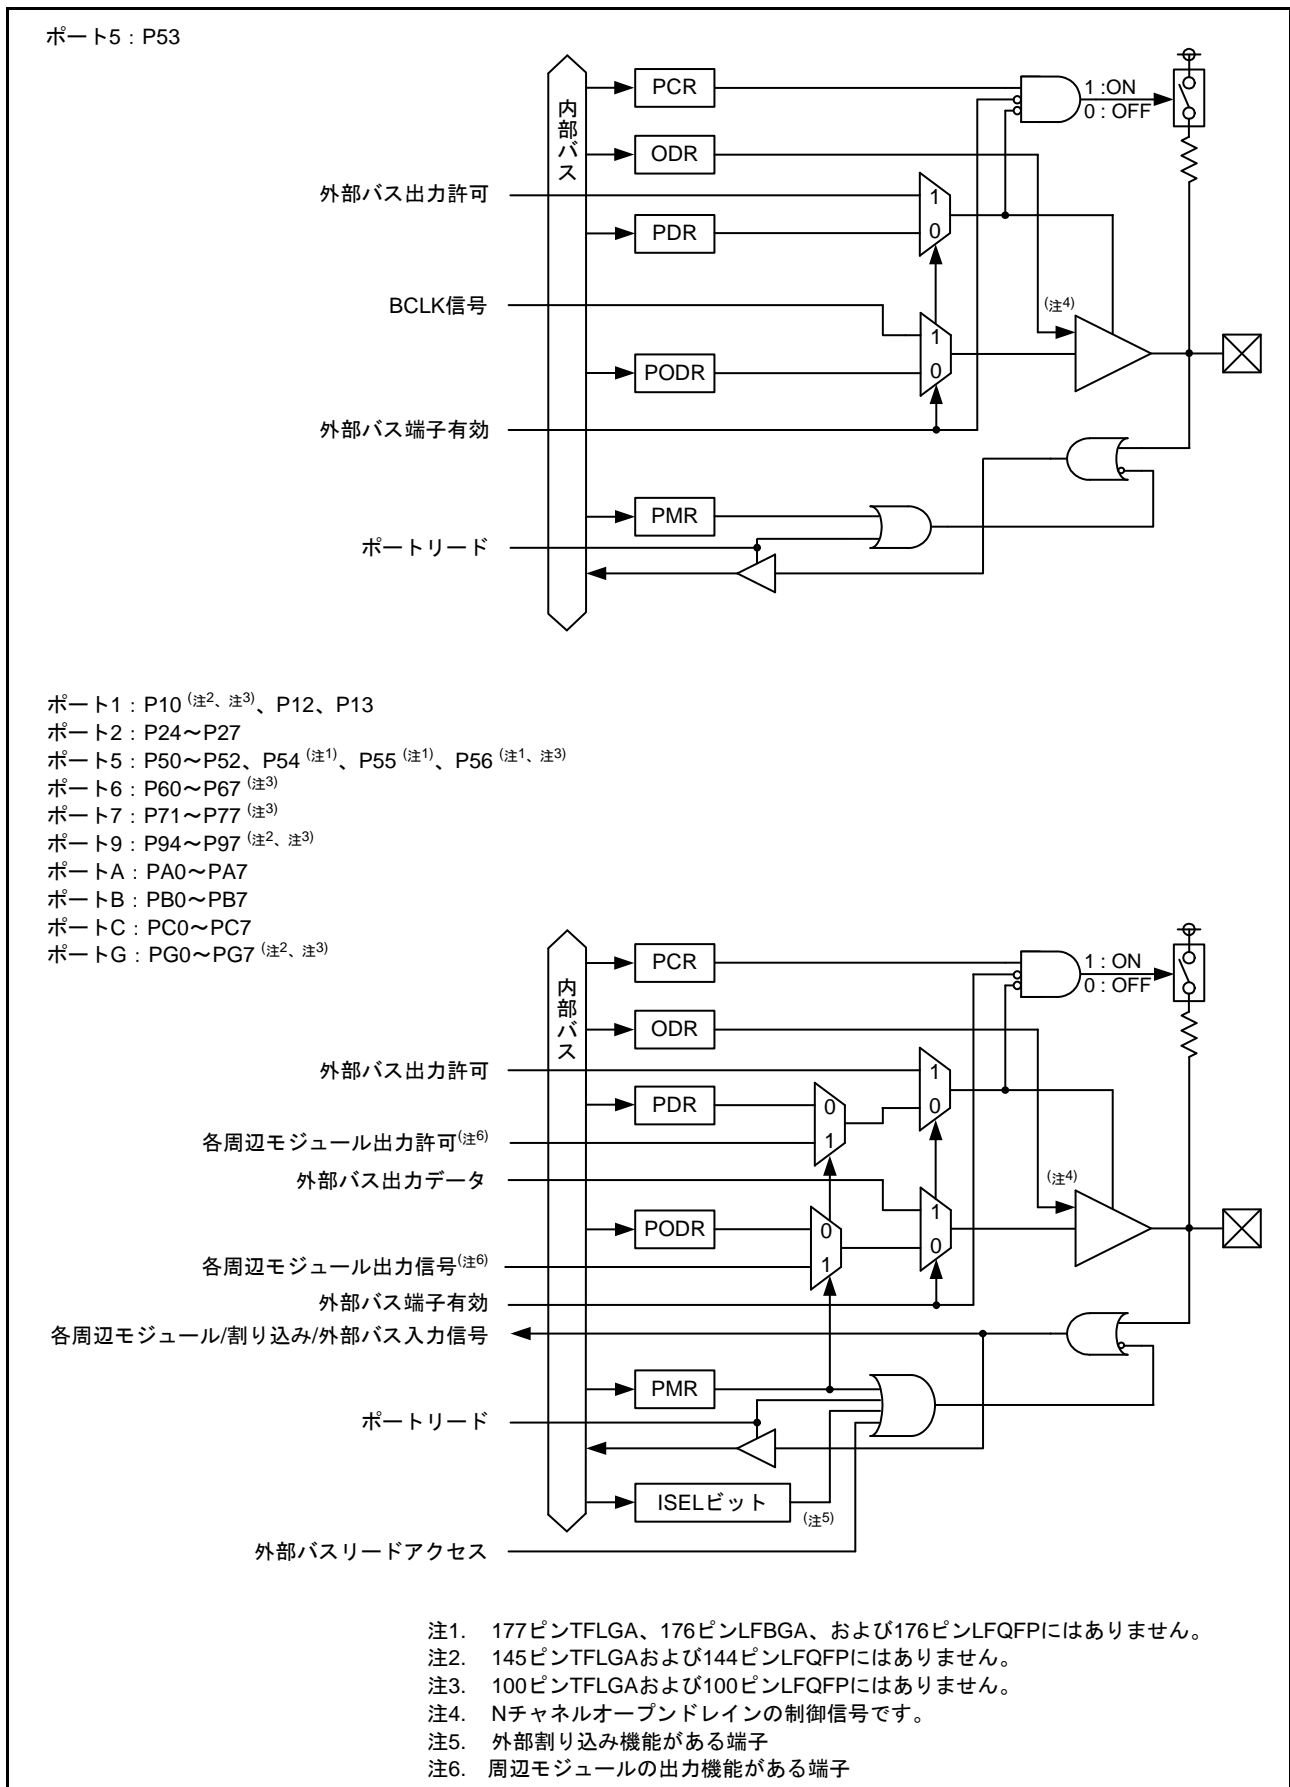 ポート5：P53
内部バス
PCR
1 :ON
0 : OFF
ODR
外部バス出力許可
1
PDR
0
BCLK信号
(注4)
1
PODR
0
外部バス端子有効
PMR
ポートリード
ポート1：P10 (注2、注3)、P12、P13
ポート2：P24～P27
ポート5：P50～P52、P54 (注1)、P55 (注1)、P56 (注1、注3)
ポート6：P60～P67 (注3)
ポート7：P71～P77 (注3)
ポート9：P94～P97 (注2、注3)
ポートA：PA0～PA7
ポートB：PB0～PB7
ポートC：PC0～PC7
ポートG：PG0～PG7 (注2、注3)
内部バス
PCR
1 : ON
0 : OFF
ODR
外部バス出力許可
1
PDR
0
0
各周辺モジュール出力許可(注6)
1
外部バス出力データ
(注4)
1
PODR
0
0
各周辺モジュール出力信号(注6)
1
外部バス端子有効
各周辺モジュール/割り込み/外部バス入力信号
PMR
ポートリード
ISELビット
(注5)
外部バスリードアクセス
注1. 177ピンTFLGA、176ピンLFBGA、および176ピンLFQFPにはありません。
注2. 145ピンTFLGAおよび144ピンLFQFPにはありません。
注3. 100ピンTFLGAおよび100ピンLFQFPにはありません。
注4. Nチャネルオープンドレインの制御信号です。
注5. 外部割り込み機能がある端子
注6. 周辺モジュールの出力機能がある端子